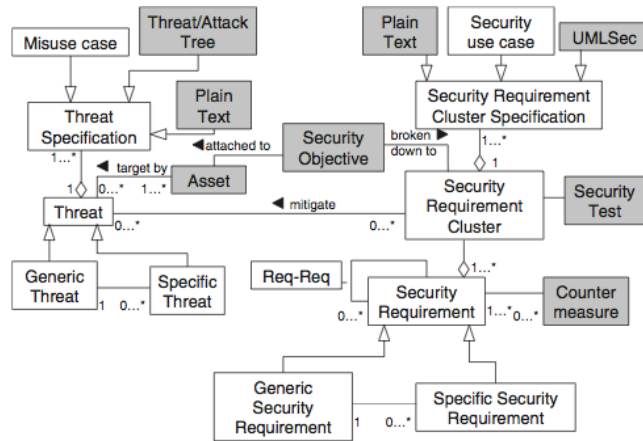 Misuse case
Threat/Attack
Tree
Plain
Text
Security
use case
UMLSec
Threat
Specification
Plain
Text
Security Requirement
Cluster Specification
1...*
attached to
Security
Objective
broken
down to
1...*
1
target by
1
0...*
1...*
Asset
Threat
0...*
mitigate
0...*
Security
Requirement
Cluster
Security
Test
Generic
Threat
1
0...*
Specific
Threat
Req-Req
0...*
1...*
Security
Requirement
1...*
0...*
Counter
measure
Generic
Security
Requirement
1
0...*
Specific Security
Requirement